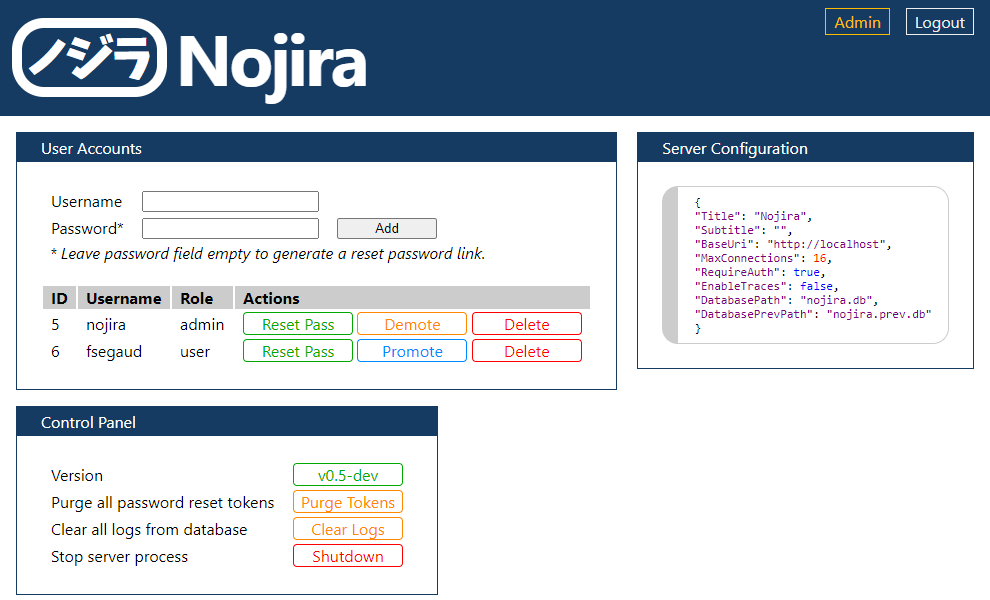 Admin Logout
ノジラ Nojira
User Accounts
Username
Password* Add
* Leave password field empty to generate a reset password link.
ID Username Role Actions
5 nojira admin Reset Pass Demote Delete
6 fsegaud user Reset Pass Promote Delete
Server Configuration
{
"Title": "Nojira",
"Subtitle": "",
"BaseUri": "http://localhost",
"MaxConnections": 16,
"RequireAuth": true,
"EnableTraces": false,
"DatabasePath": "nojira.db",
"DatabasePrevPath": "nojira.prev.db"
}
Control Panel
Version v0.5-dev
Purge all password reset tokens Purge Tokens
Clear all logs from database Clear Logs
Stop server process Shutdown